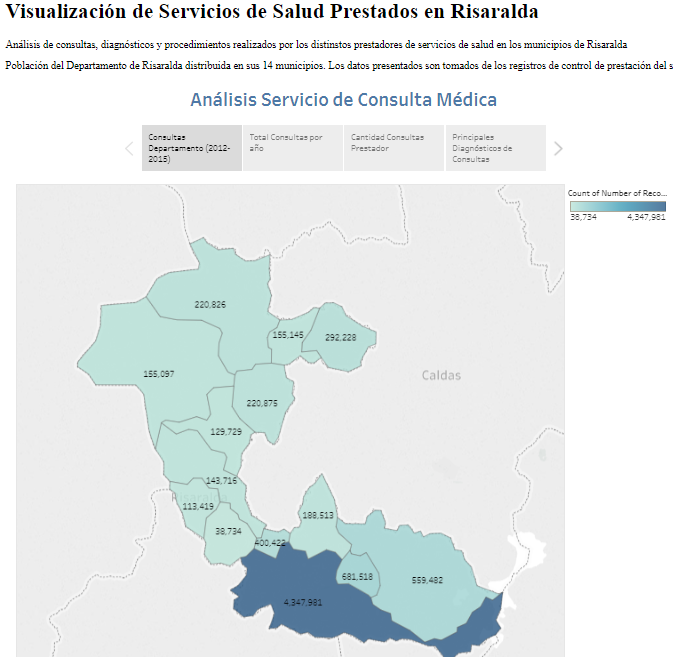 Visualización de Servicios de Salud Prestados en Risaralda
Análisis de consultas, diagnósticos y procedimientos realizados por los distinstos prestadores de servicios de salud en los municipios de Risaralda
Población del Departamento de Risaralda distribuida en sus 14 municipios. Los datos presentados son tomados de los registros de control de prestación del s
Análisis Servicio de Consulta Médica
Consultas
Departamento (2012-
2015)
Total Consultas por
año
Cantidad Consultas
Prestador
Principales
Diagnósticos de
Consultas
Count of Number of Reco...
38,734 4,347,981
220,826
155,145
292,228
155,097
Caldas
220,875
129,729
143,716
Risaralda
113,419
188,513
38,734
400,422
681,518
559,482
4,347,981